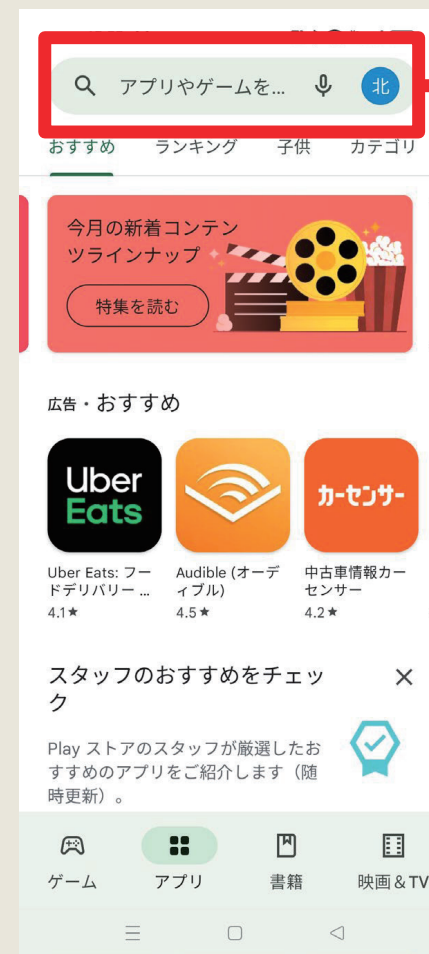 アプリやゲームを...
北
おすすめ ランキング 子供 カテゴリ
今月の新着コンテン
ツラインナップ
特集を読む
広告・おすすめ
Uber
Eats
カーセンサー
Uber Eats: フー
ドデリバリー ...
4.1★
Audible (オーデ
ィブル)
4.5★
中古車情報カー
センサー
4.2★
スタッフのおすすめをチェッ
ク
Play ストアのスタッフが厳選したお
すすめのアプリをご紹介します（随
時更新）。
ゲーム アプリ 書籍 映画＆TV